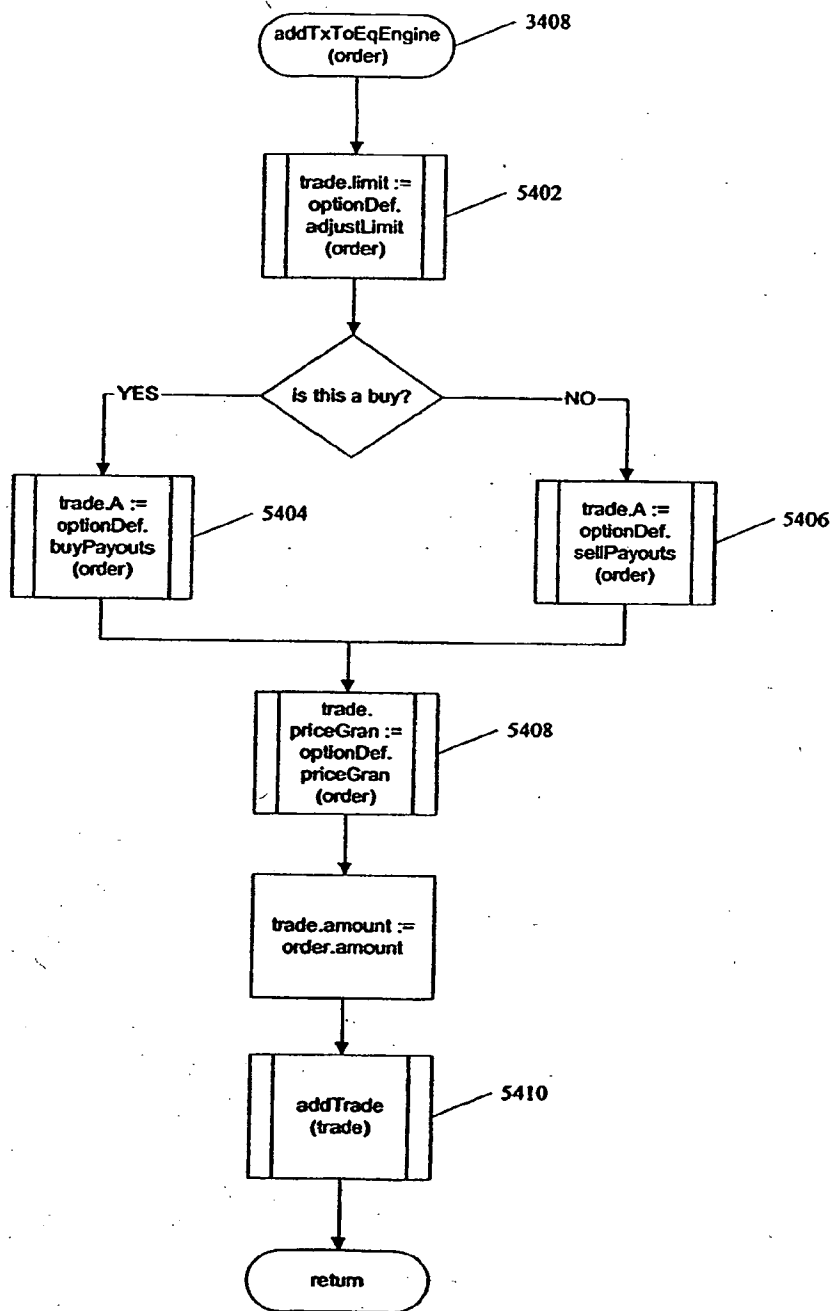 addTxToEqEngine
(order)
3408
trade.limit :=
optionDef.
adjustLimit
(order)
5402
is this a buy?
YES
NO
trade.A :=
optionDef.
buyPayouts
(order)
5404
trade.A :=
optionDef.
sellPayouts
(order)
5406
trade.
priceGran :=
optionDef.
priceGran
(order)
5408
trade.amount :=
order.amount
addTrade
(trade)
5410
return